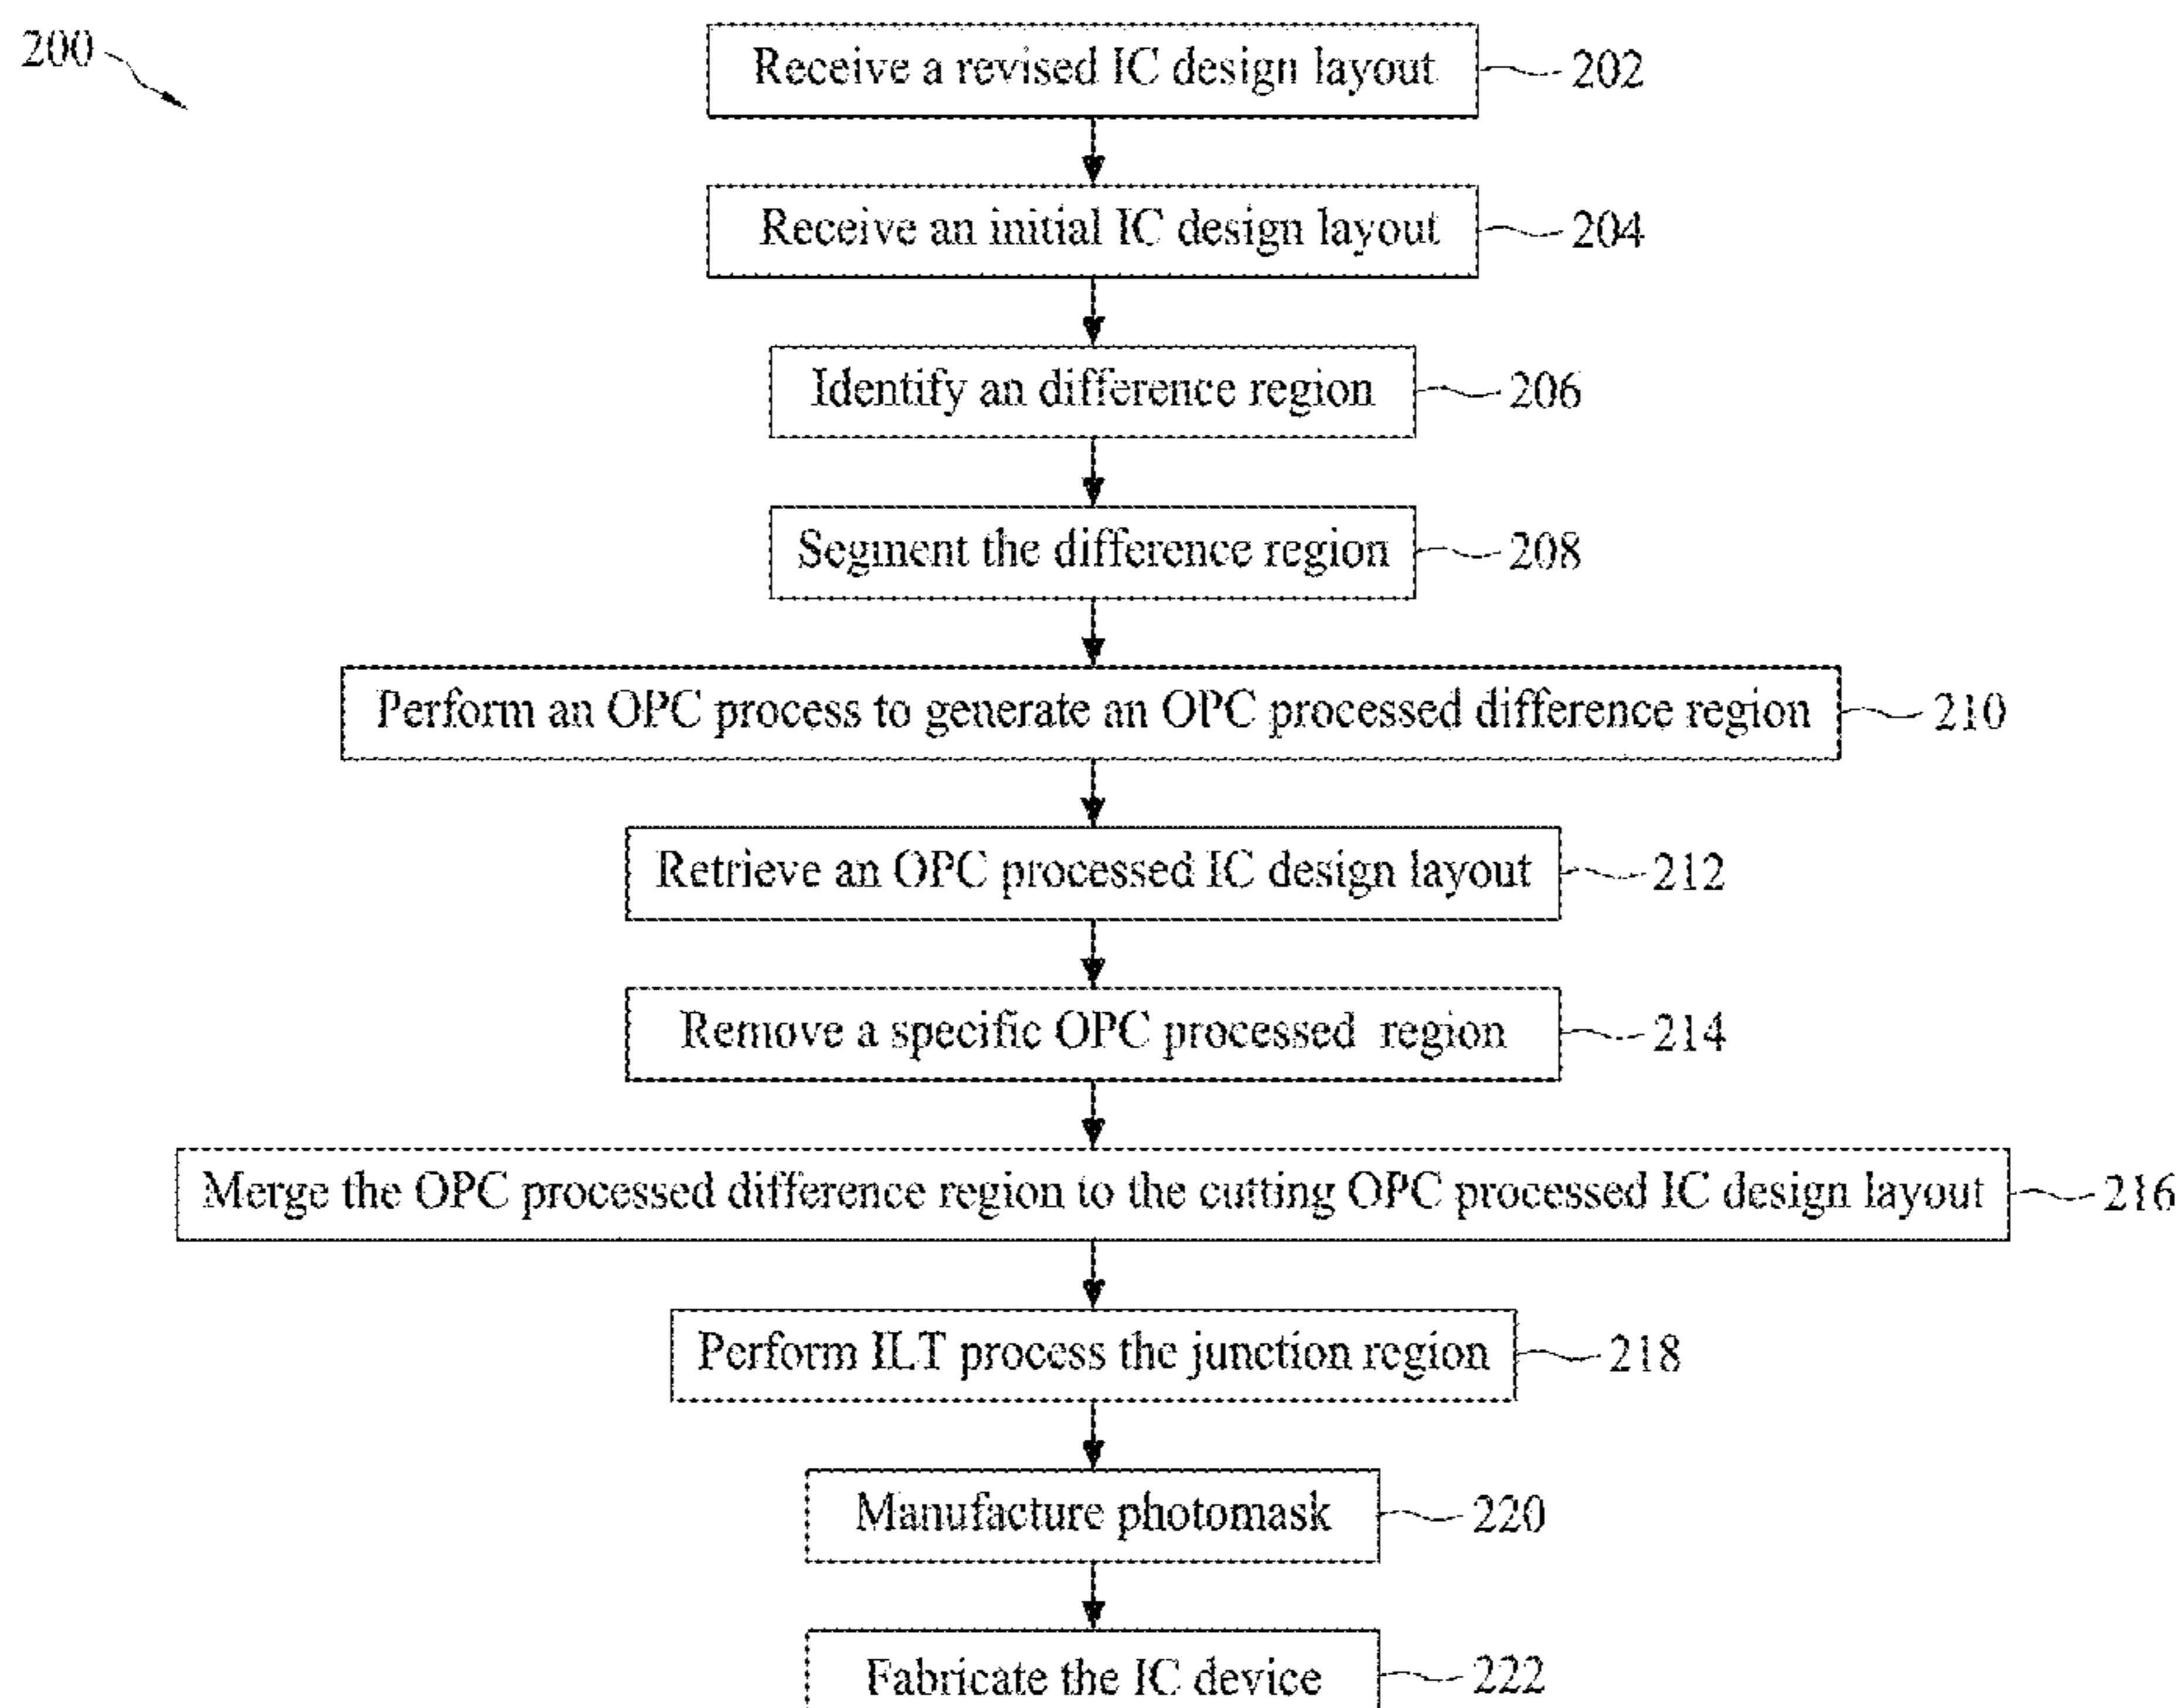 200
Receive a revised IC design layout 202
Receive an initial IC design layout 204
Identify an difference region 206
Segment the difference region 208
Perform an OPC process to generate an OPC processed difference region 210
Retrieve an OPC processed IC design layout 212
Remove a specific OPC processed region 214
Merge the OPC processed difference region to the cutting OPC processed IC design layout 216
Perform ILT process the junction region 218
Manufacture photomask 220
Fabricate the IC device 222